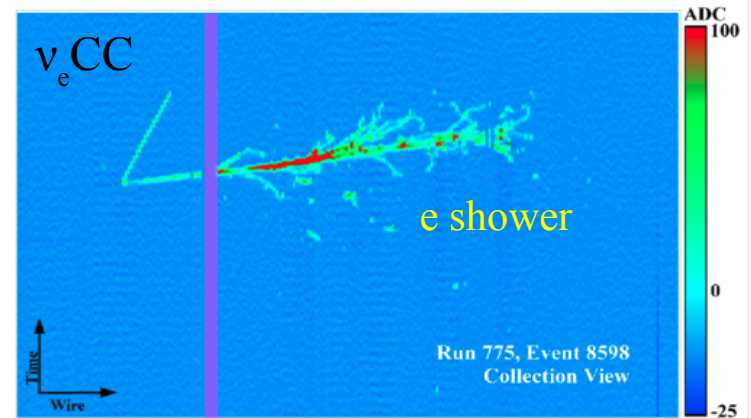 ADC
100
νₑCC
e shower
0
Run 775, Event 8598
Collection View
Time
Wire
-25